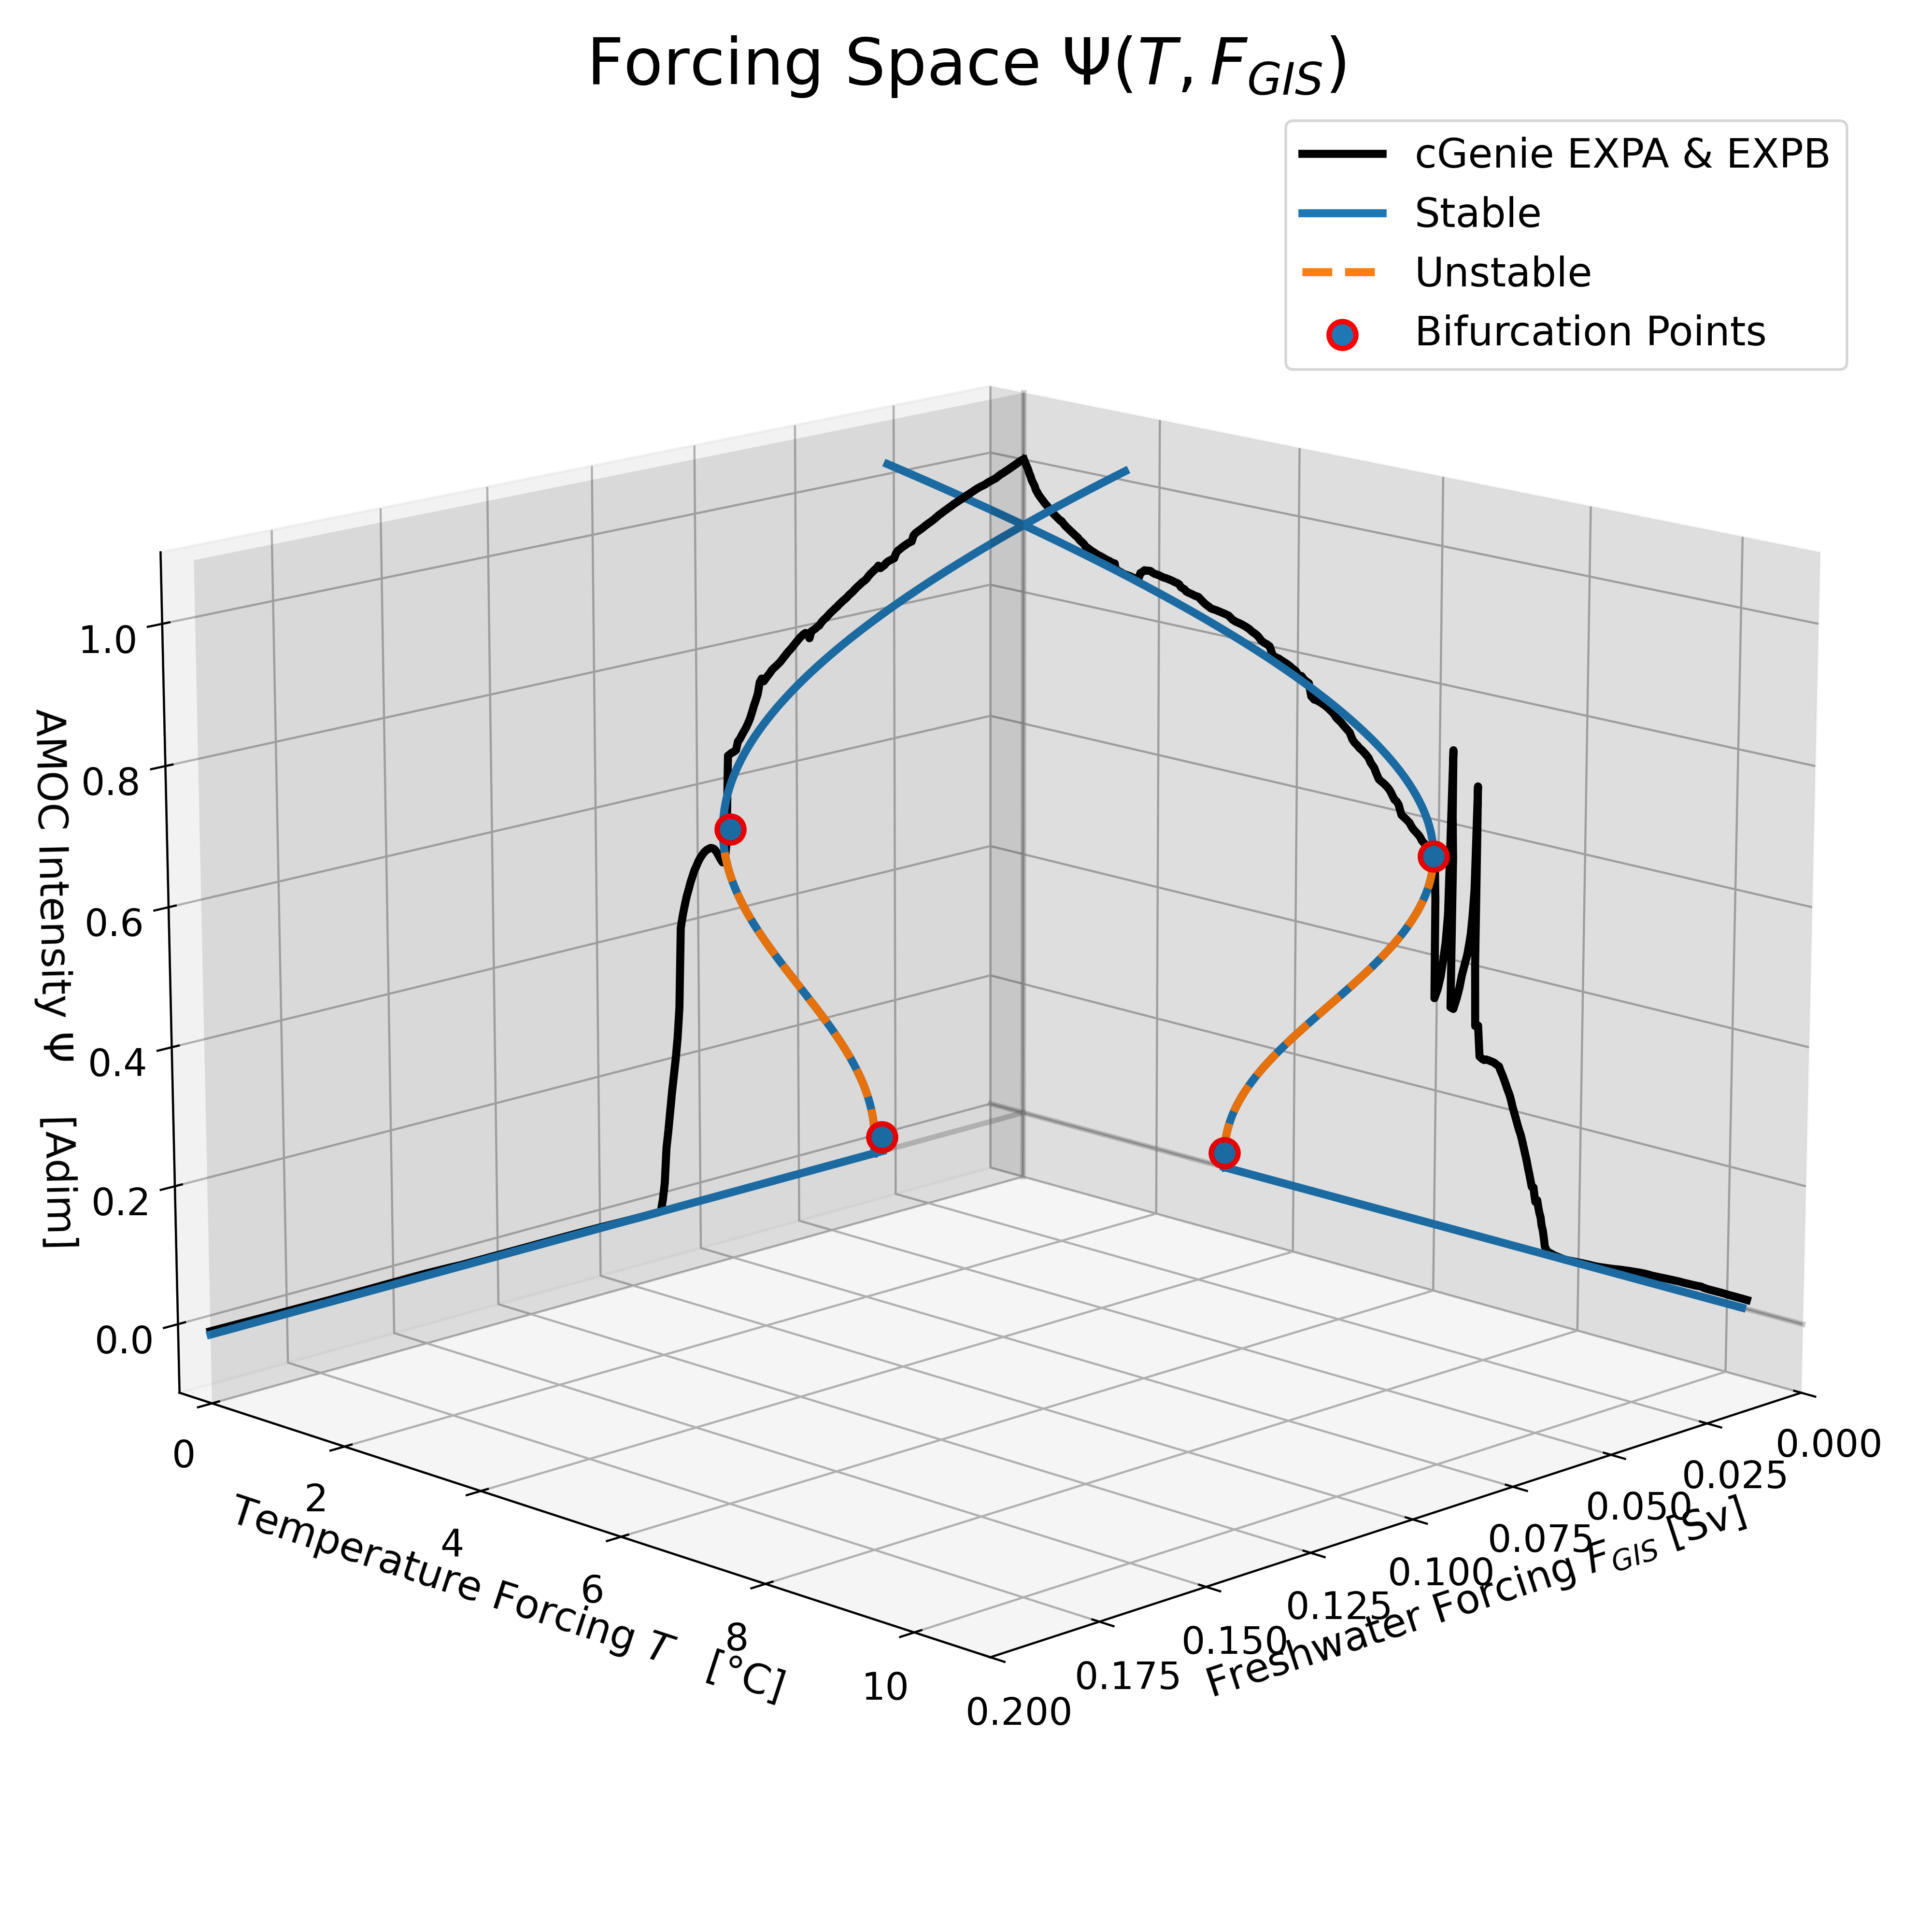 Forcing Space Ψ(T, F_GIS)
cGenie EXPA & EXPB
Stable
Unstable
Bifurcation Points
AMOC Intensity Ψ [Adim]
1.0
0.8
0.6
0.4
0.2
0.0
0
2
4
6
8
10
Temperature Forcing T [°C]
0.000
0.025
0.050
0.075
0.100
0.125
0.150
0.175
0.200
Freshwater Forcing F_GIS [Sv]